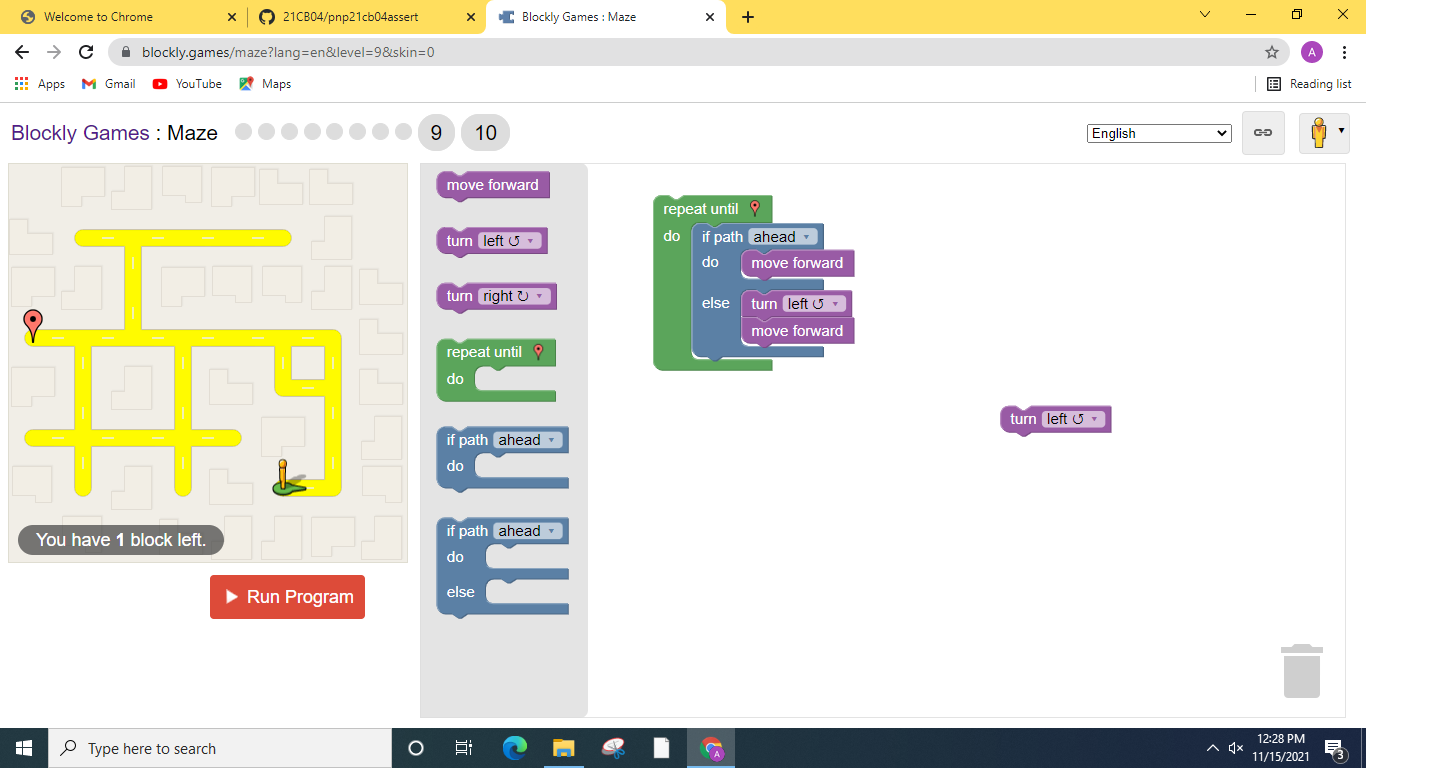 Welcome to Chrome
21CB04/pnp21cb04assert
Blockly Games : Maze
blockly.games/maze?lang=en&level=9&skin=0
A
Apps
Gmail
YouTube
Maps
Reading list
Blockly Games : Maze
9
10
English
move forward
turn left ↺
turn right ↻
repeat until
do
if path ahead
do
if path ahead
do
else
repeat until
do
if path ahead
do
move forward
else
turn left ↺
move forward
turn left ↺
You have 1 block left.
Run Program
Type here to search
A
12:28 PM
11/15/2021
3